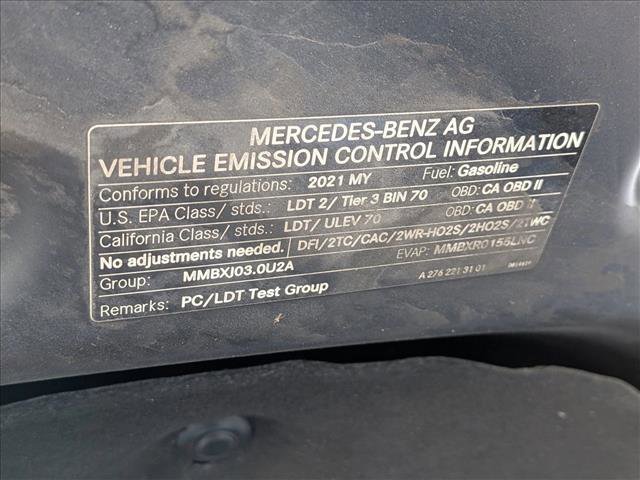 MERCEDES-BENZ AG
VEHICLE EMISSION CONTROL INFORMATION
Conforms to regulations: 2021 MY Fuel: Gasoline
U.S. EPA Class/ stds.: LDT 2/ Tier 3 BIN 70 OBD: CA OBD II
California Class/ stds.: LDT/ ULEV 70 OBD: CA OBD II
No adjustments needed. DFI/2TC/CAC/2WR-HO2S/2HO2S/2TWC
Group: MMBXJ03.0U2A EVAP: MMBXR0155LNC
Remarks: PC/LDT Test Group A 276 221 31 01